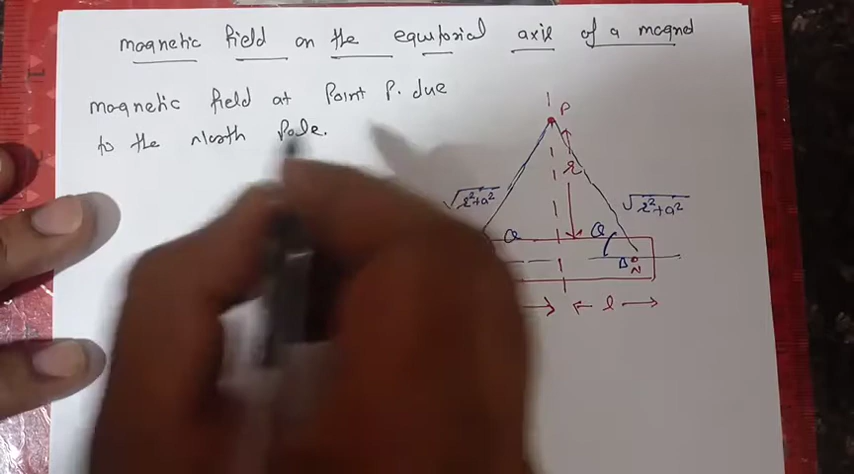 magnetic field on the equitorial axis of a magnet
magnetic field at Point P. due
to the North Pole.
P
r
√r²+a²
√r²+a²
θ
θ
B
N
l